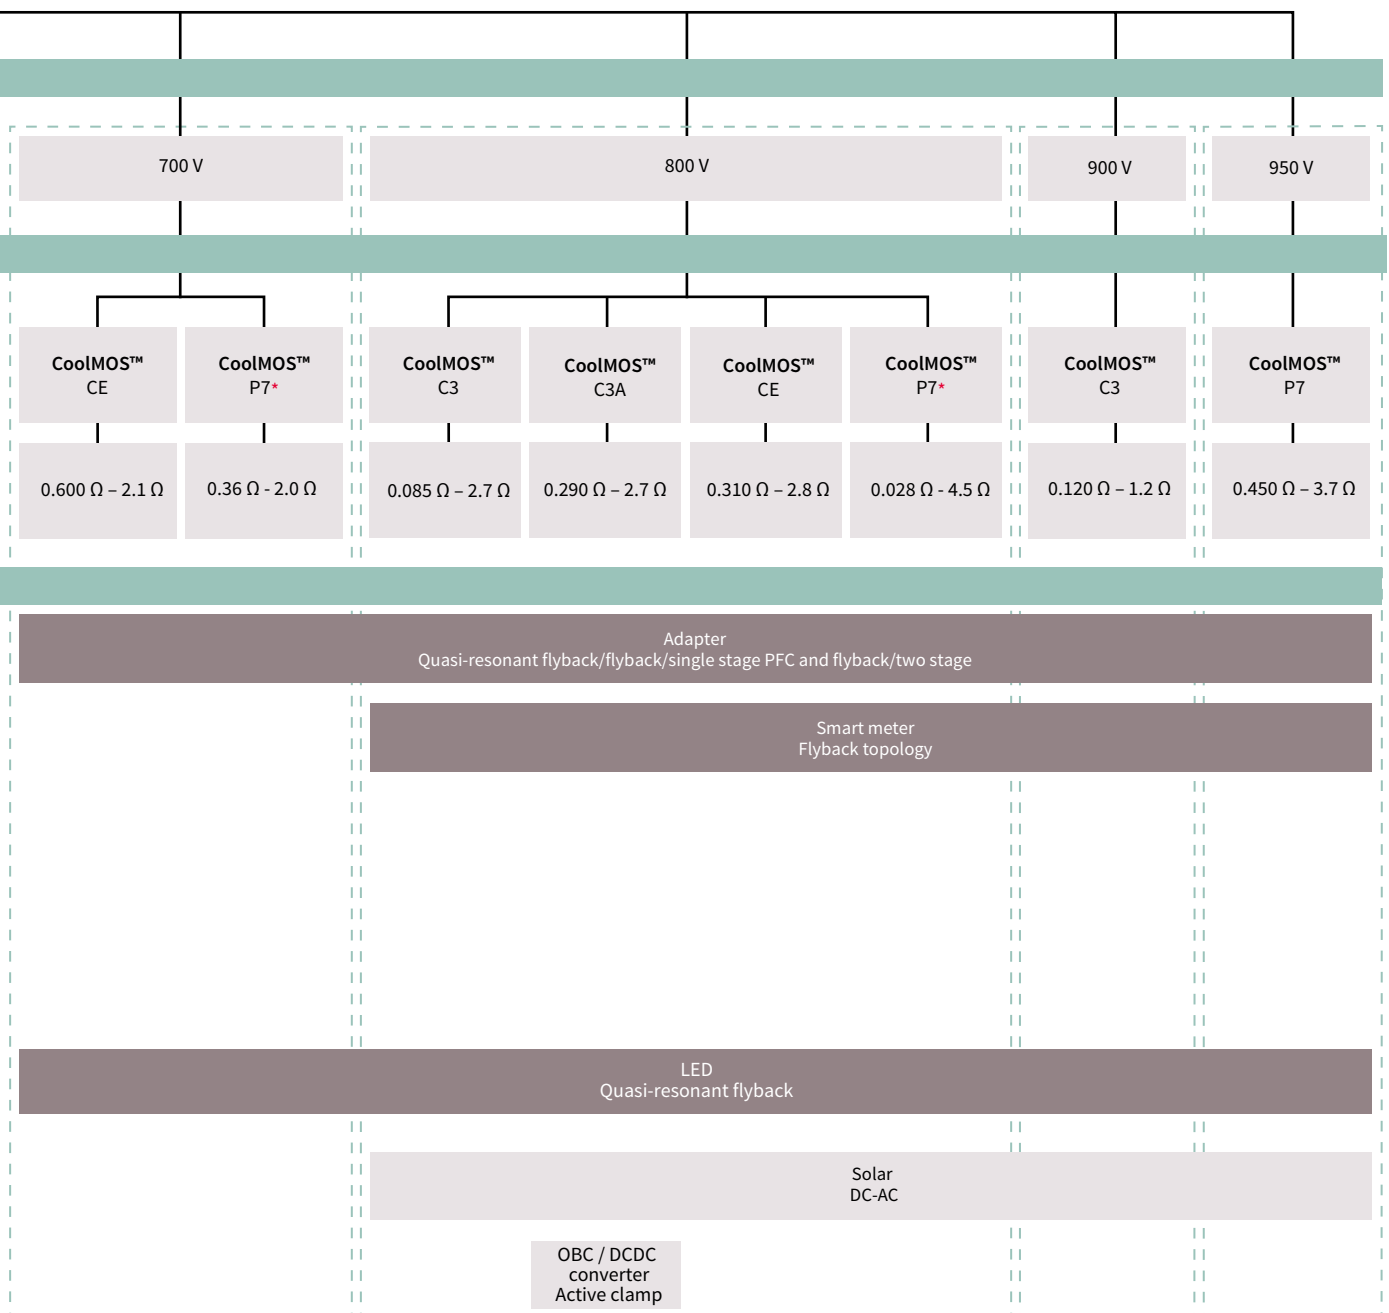 700 V
800 V
900 V
950 V
CoolMOS™
CE
CoolMOS™
P7*
CoolMOS™
C3
CoolMOS™
C3A
CoolMOS™
CE
CoolMOS™
P7*
CoolMOS™
C3
CoolMOS™
P7
0.600 Ω – 2.1 Ω
0.36 Ω - 2.0 Ω
0.085 Ω – 2.7 Ω
0.290 Ω – 2.7 Ω
0.310 Ω – 2.8 Ω
0.028 Ω - 4.5 Ω
0.120 Ω – 1.2 Ω
0.450 Ω – 3.7 Ω
Adapter
Quasi-resonant flyback/flyback/single stage PFC and flyback/two stage
Smart meter
Flyback topology
LED
Quasi-resonant flyback
Solar
DC-AC
OBC / DCDC
converter
Active clamp